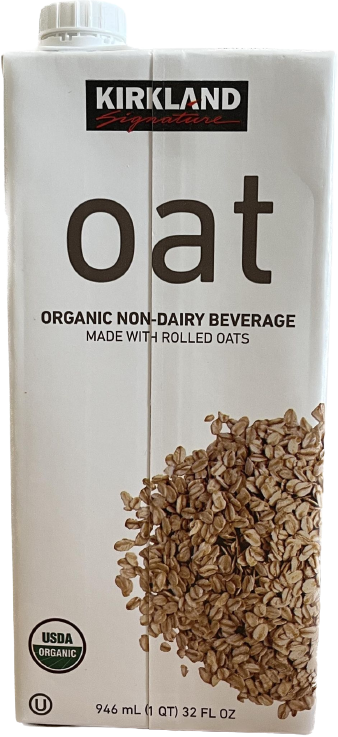 KIRKLAND
Signature
oat
ORGANIC NON-DAIRY BEVERAGE
MADE WITH ROLLED OATS
USDA
ORGANIC
U
946 mL (1 QT) 32 FL OZ